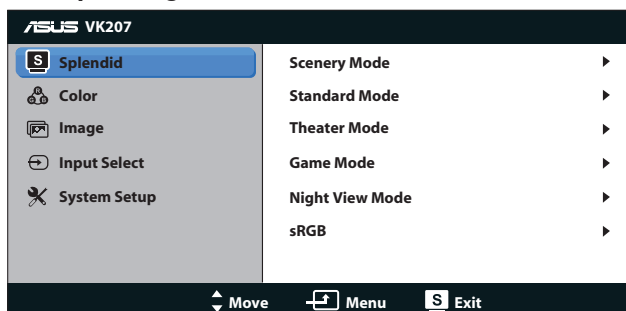 ASUS VK207
S Splendid
Color
Image
Input Select
System Setup
Scenery Mode
Standard Mode
Theater Mode
Game Mode
Night View Mode
sRGB
Move Menu S Exit